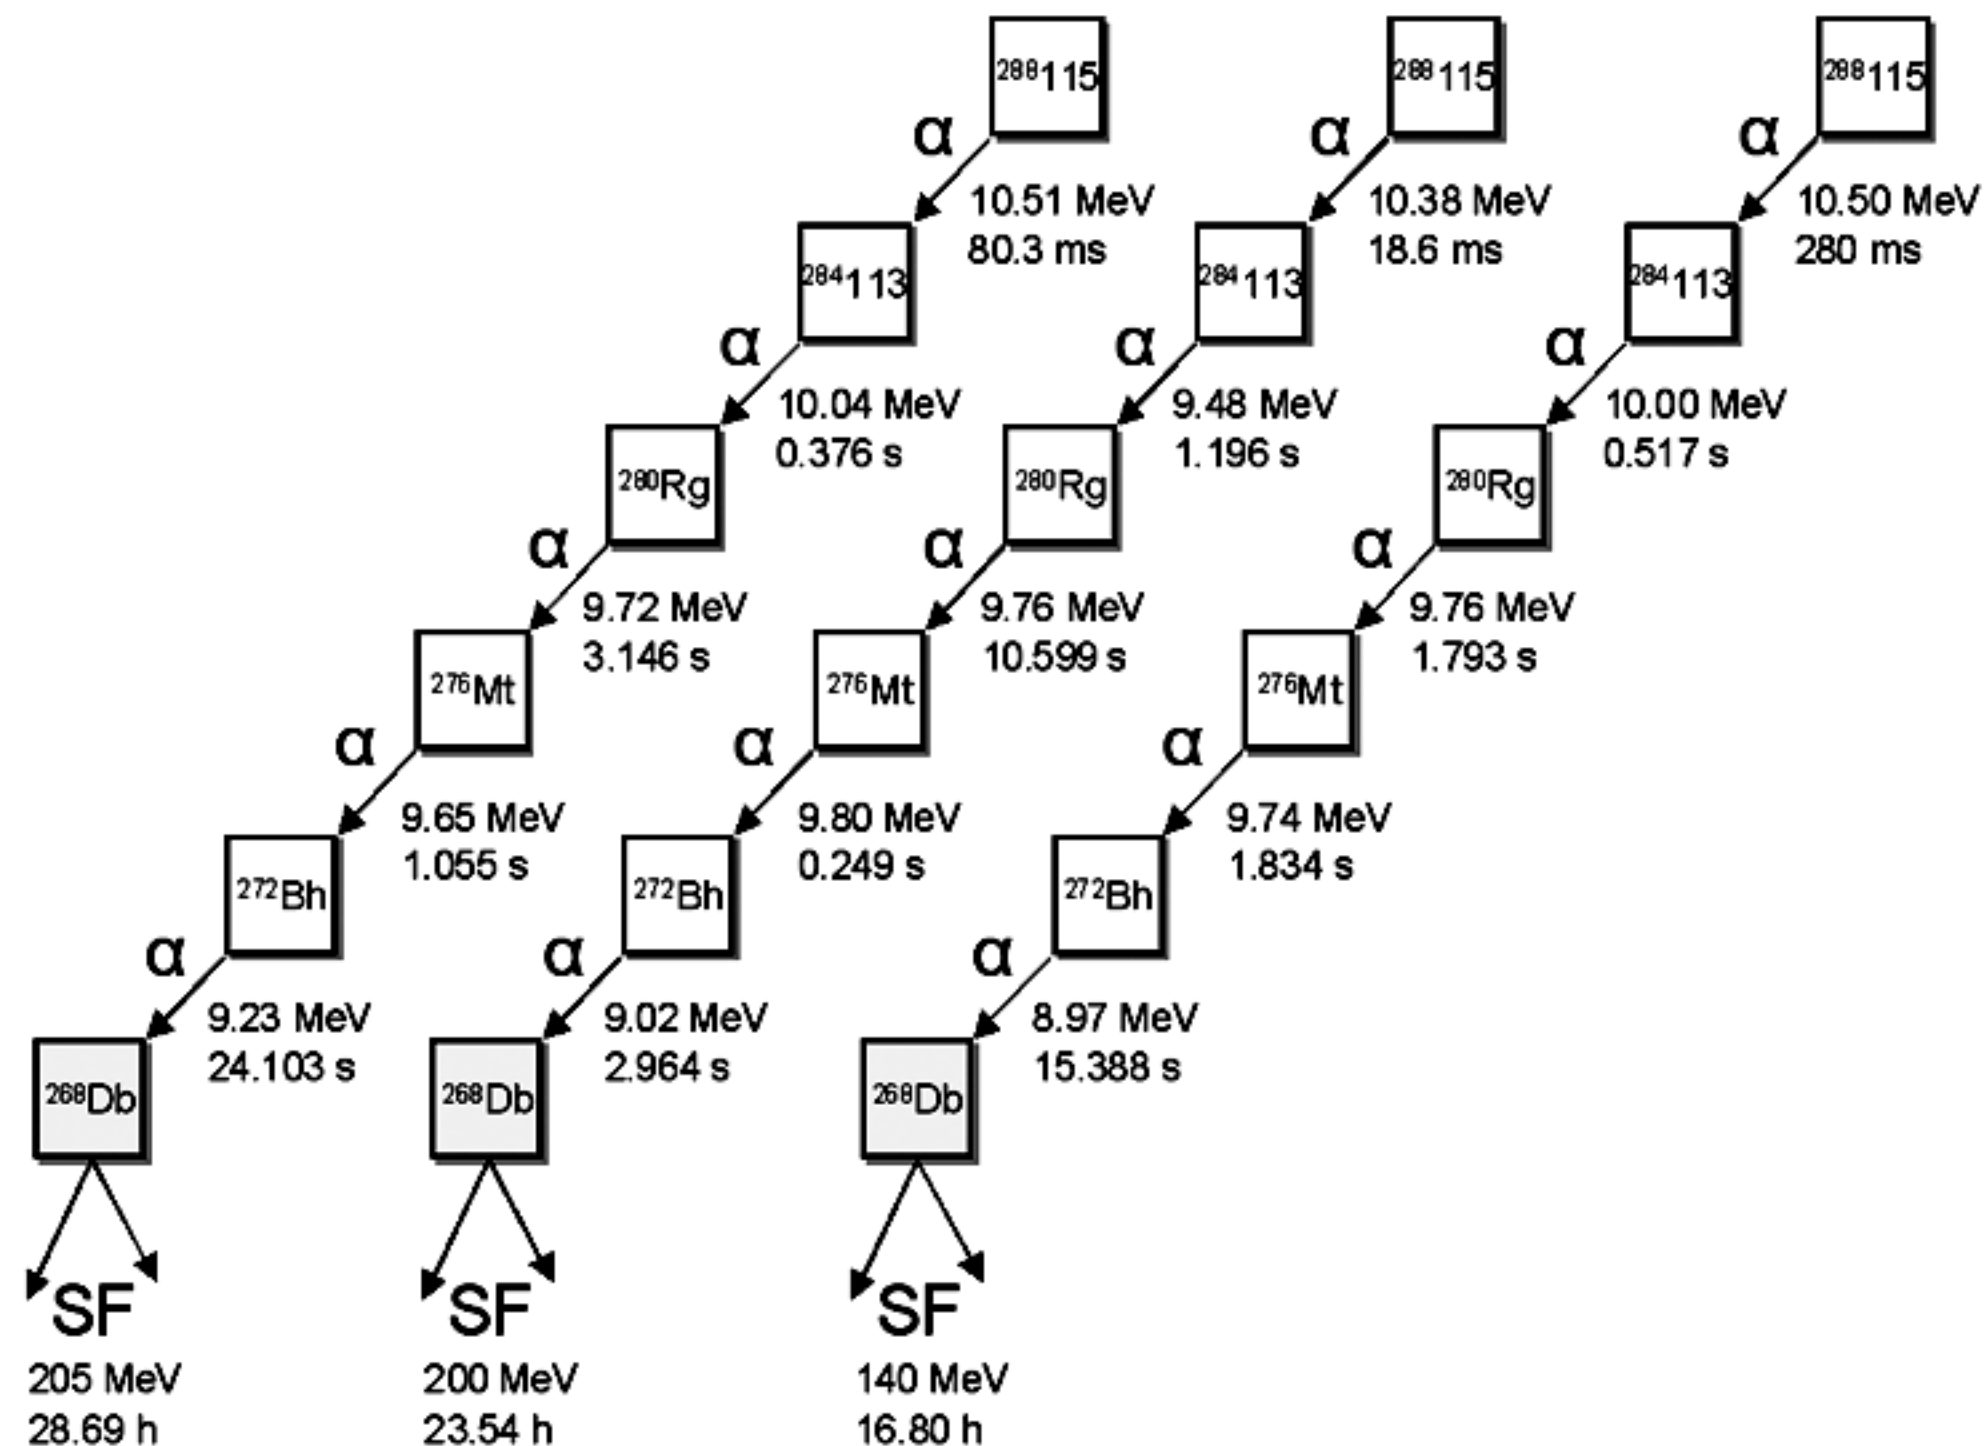 ²⁸⁸115 ²⁸⁸115 ²⁸⁸115
α α α
10.51 MeV 10.38 MeV 10.50 MeV
80.3 ms 18.6 ms 280 ms
²⁸⁴113 ²⁸⁴113 ²⁸⁴113
α α α
10.04 MeV 9.48 MeV 10.00 MeV
0.376 s 1.196 s 0.517 s
²⁸⁰Rg ²⁸⁰Rg ²⁸⁰Rg
α α α
9.72 MeV 9.76 MeV 9.76 MeV
3.146 s 10.599 s 1.793 s
²⁷⁶Mt ²⁷⁶Mt ²⁷⁶Mt
α α α
9.65 MeV 9.80 MeV 9.74 MeV
1.055 s 0.249 s 1.834 s
²⁷²Bh ²⁷²Bh ²⁷²Bh
α α α
9.23 MeV 9.02 MeV 8.97 MeV
24.103 s 2.964 s 15.388 s
²⁶⁸Db ²⁶⁸Db ²⁶⁸Db
SF SF SF
205 MeV 200 MeV 140 MeV
28.69 h 23.54 h 16.80 h